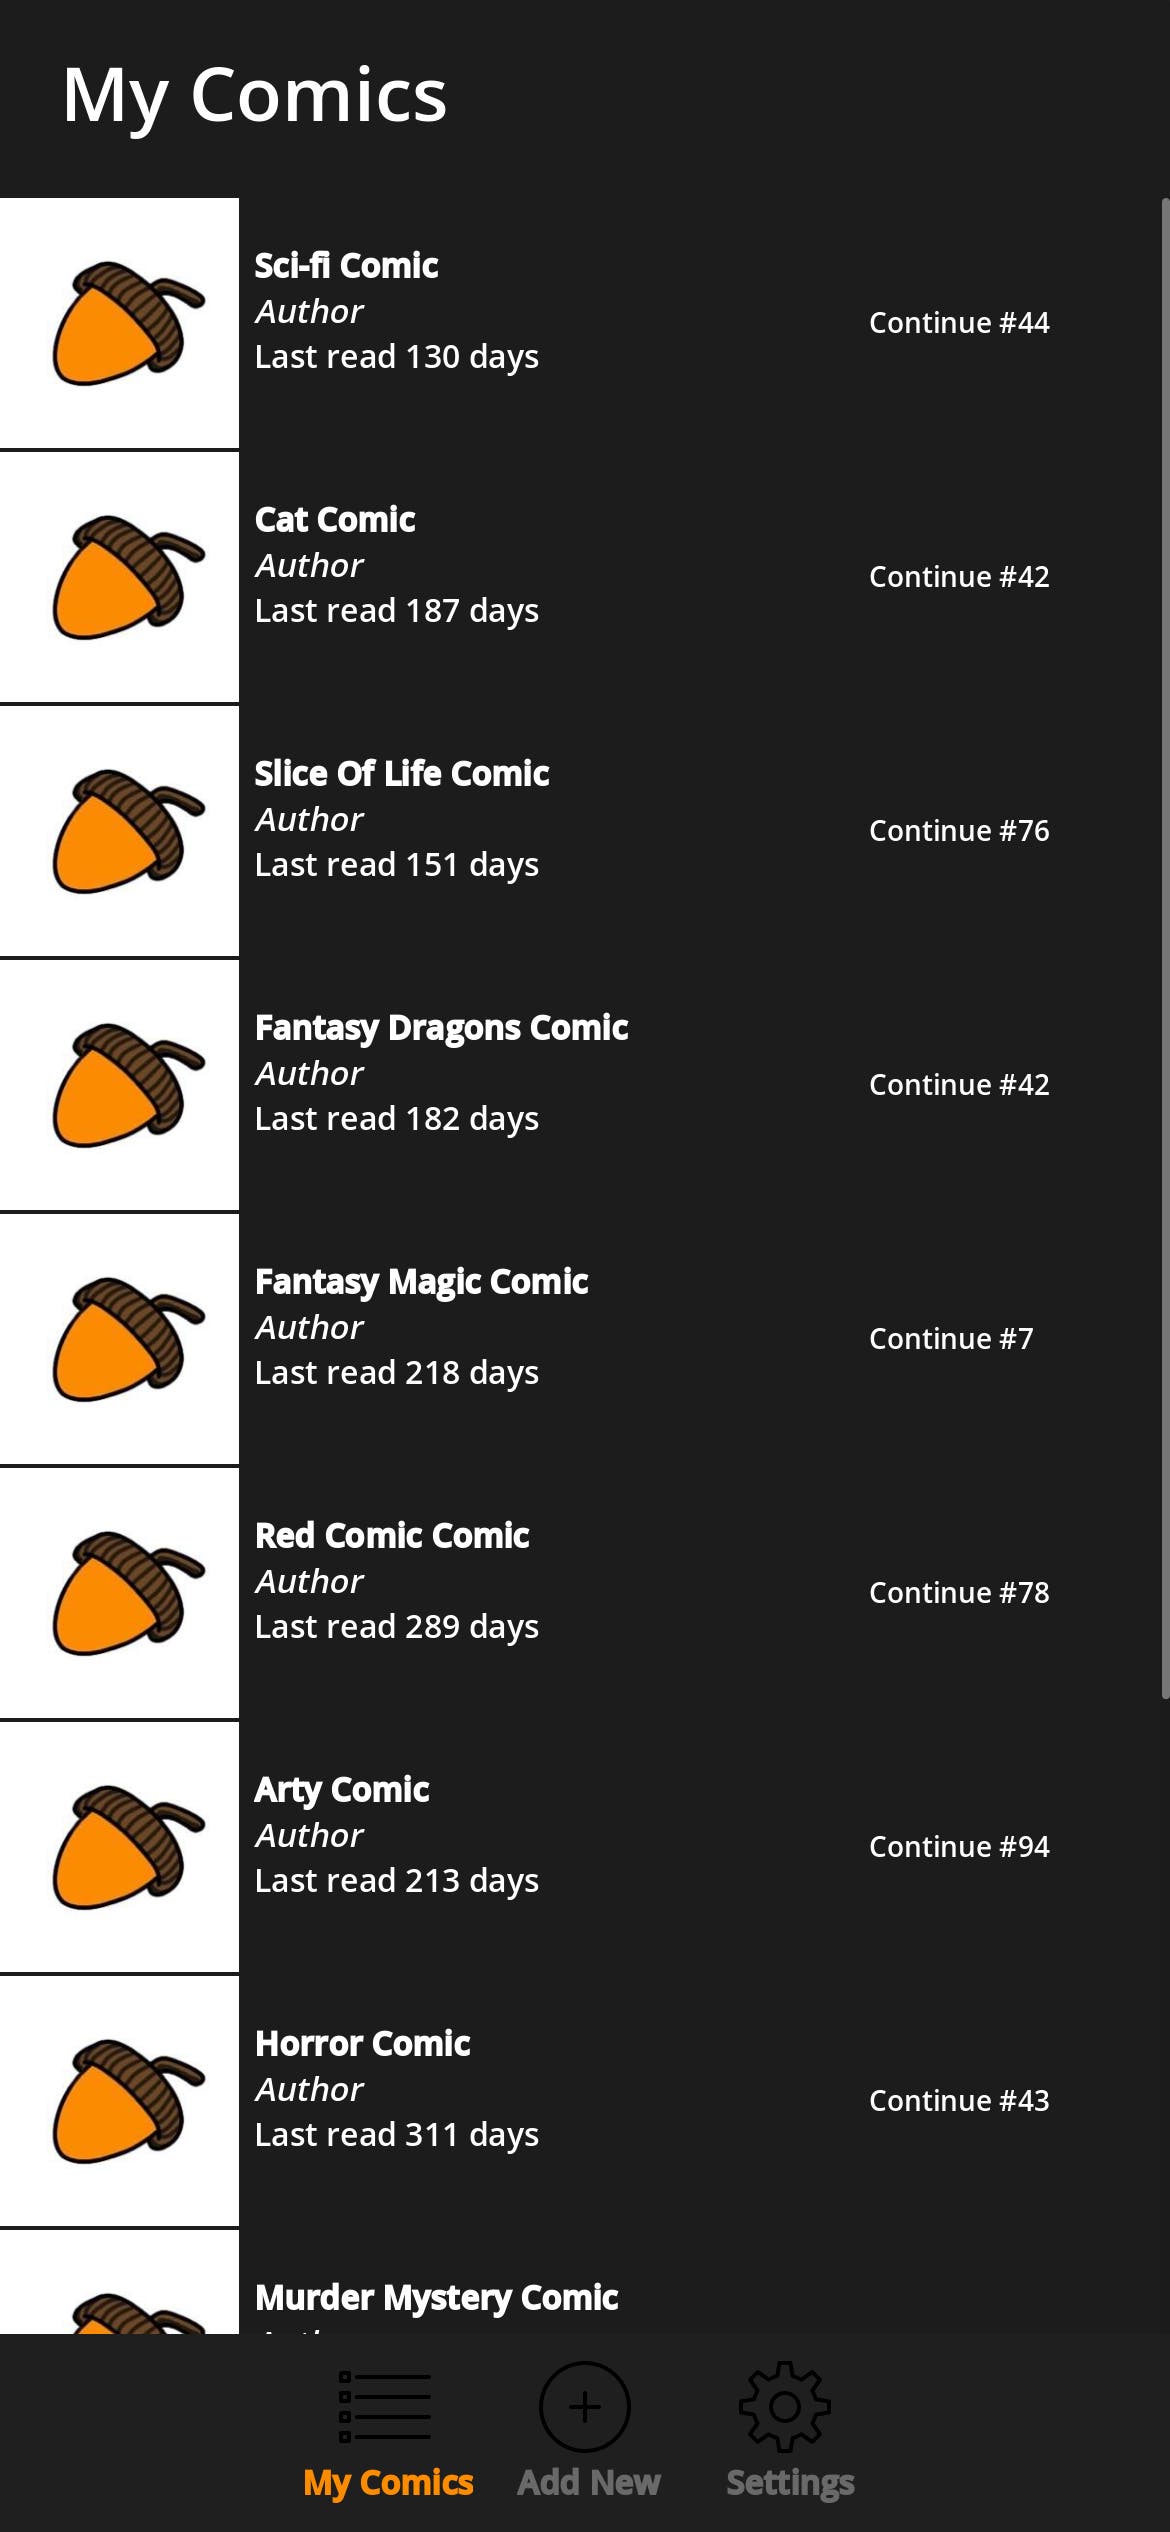 My Comics
Sci-fi Comic
Author
Last read 130 days
Continue #44
Cat Comic
Author
Last read 187 days
Continue #42
Slice Of Life Comic
Author
Last read 151 days
Continue #76
Fantasy Dragons Comic
Author
Last read 182 days
Continue #42
Fantasy Magic Comic
Author
Last read 218 days
Continue #7
Red Comic Comic
Author
Last read 289 days
Continue #78
Arty Comic
Author
Last read 213 days
Continue #94
Horror Comic
Author
Last read 311 days
Continue #43
Murder Mystery Comic
My Comics
Add New
Settings